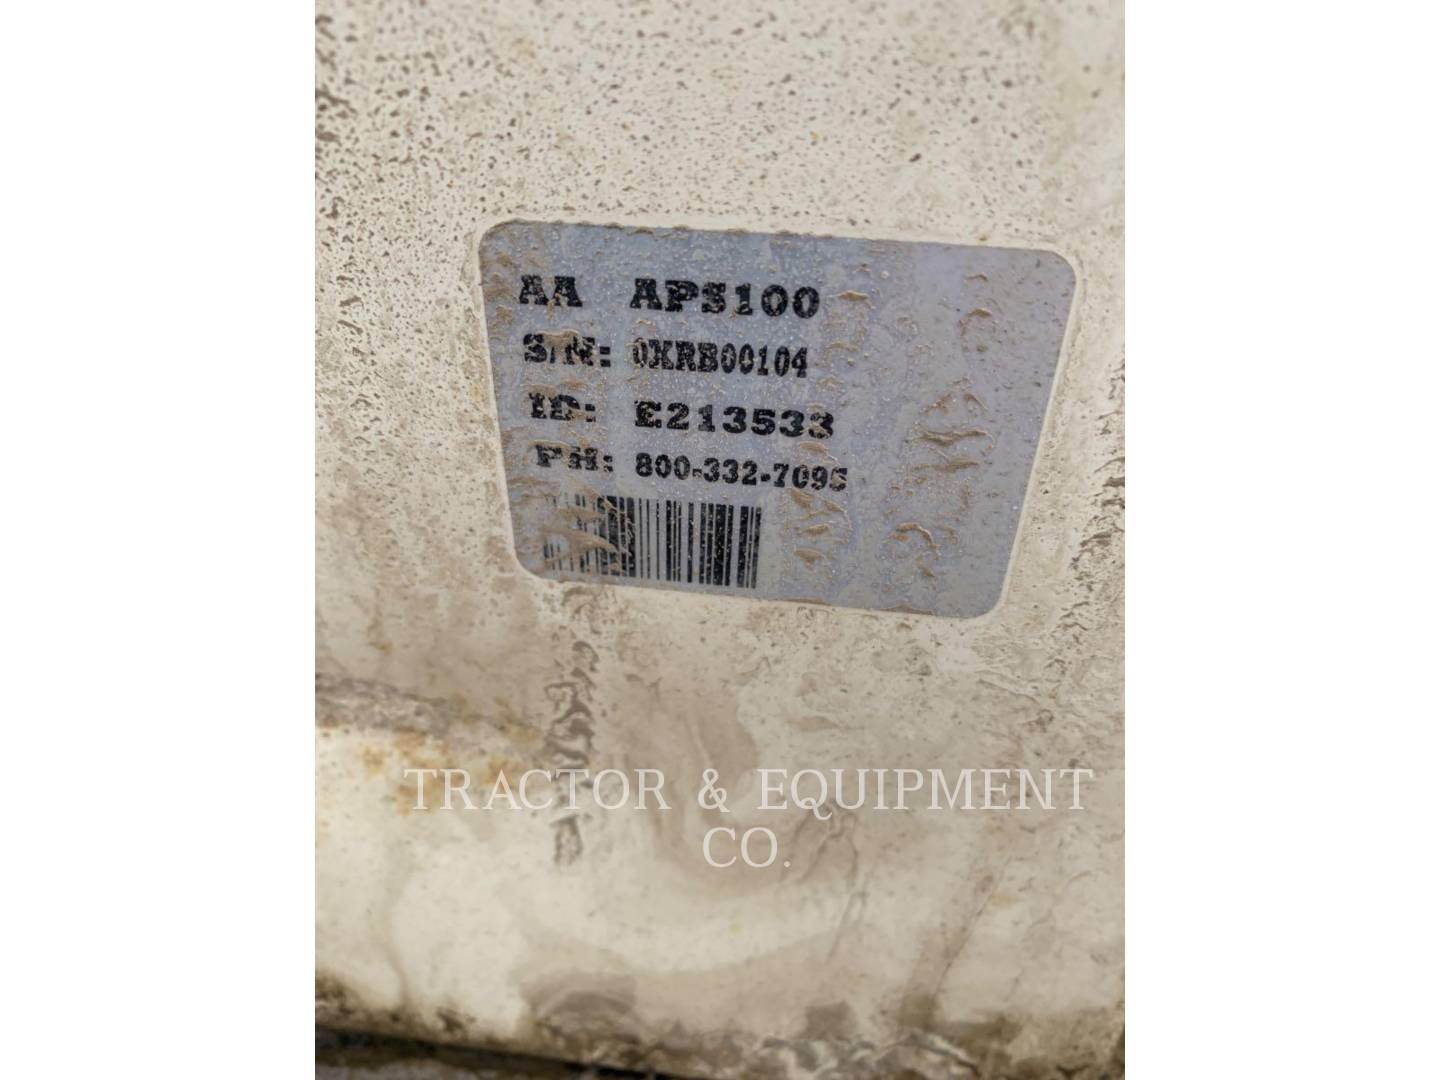 AA APS100
S/N: 0XRB00104
ID: E213533
PH: 800-332-7095
TRACTOR & EQUIPMENT
CO.